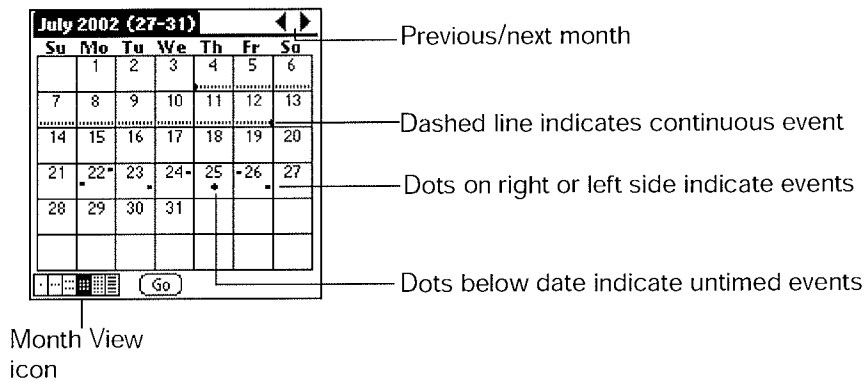 July 2002 (27-31)
Previous/next month
Su Mo Tu We Th Fr Sa
1 2 3 4 5 6
7 8 9 10 11 12 13
Dashed line indicates continuous event
14 15 16 17 18 19 20
21 22 23 24 25 26 27
Dots on right or left side indicate events
28 29 30 31
Go
Dots below date indicate untimed events
Month View
icon